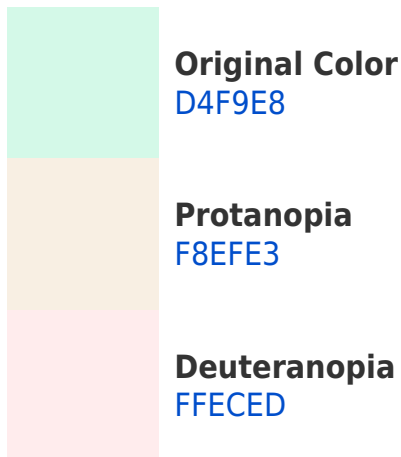 Original Color
D4F9E8
Protanopia
F8EFE3
Deuteranopia
FFECED